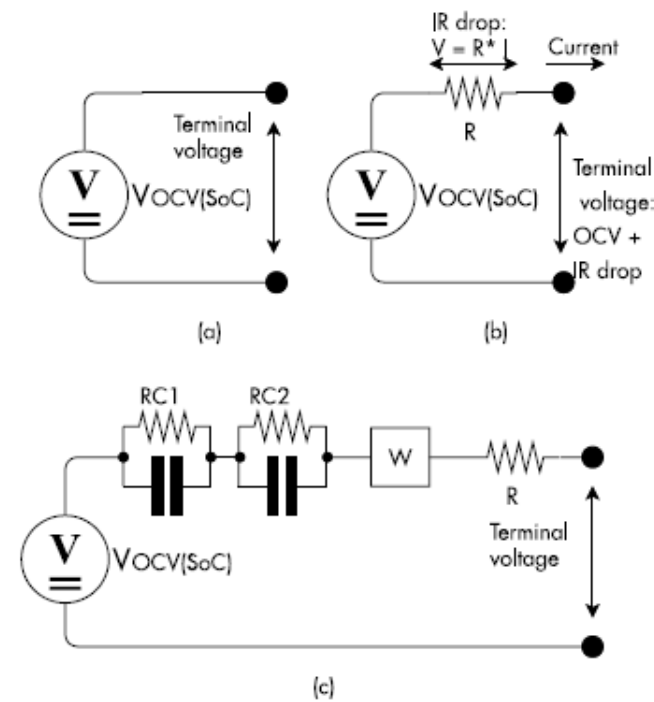 Terminal
voltage
V
VOCV(SoC)
(a)
IR drop:
V = R* I
Current
R
V
VOCV(SoC)
Terminal
voltage:
OCV +
IR drop
(b)
RC1
RC2
W
R
V
VOCV(SoC)
Terminal
voltage
(c)